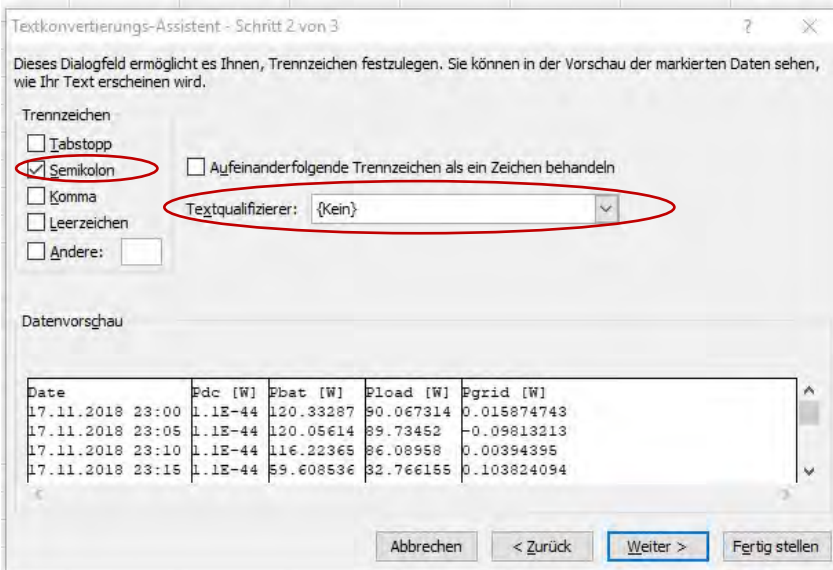 Textkonvertierungs-Assistent - Schritt 2 von 3
Dieses Dialogfeld ermöglicht es Ihnen, Trennzeichen festzulegen. Sie können in der Vorschau der markierten Daten sehen,
wie Ihr Text erscheinen wird.
Trennzeichen
Tabstopp
Semikolon
Aufeinanderfolgende Trennzeichen als ein Zeichen behandeln
Komma
Textqualifizierer: {Kein}
Leerzeichen
Andere:
Datenvorschau
Date Pdc [W] Pbat [W] Pload [W] Pgrid [W]
17.11.2018 23:00 1.1E-44 120.33287 90.067314 0.015874743
17.11.2018 23:05 1.1E-44 120.05614 89.73452 -0.09813213
17.11.2018 23:10 1.1E-44 116.22365 86.08958 0.00394395
17.11.2018 23:15 1.1E-44 59.608536 32.766155 0.103824094
Abbrechen < Zurück Weiter > Fertig stellen